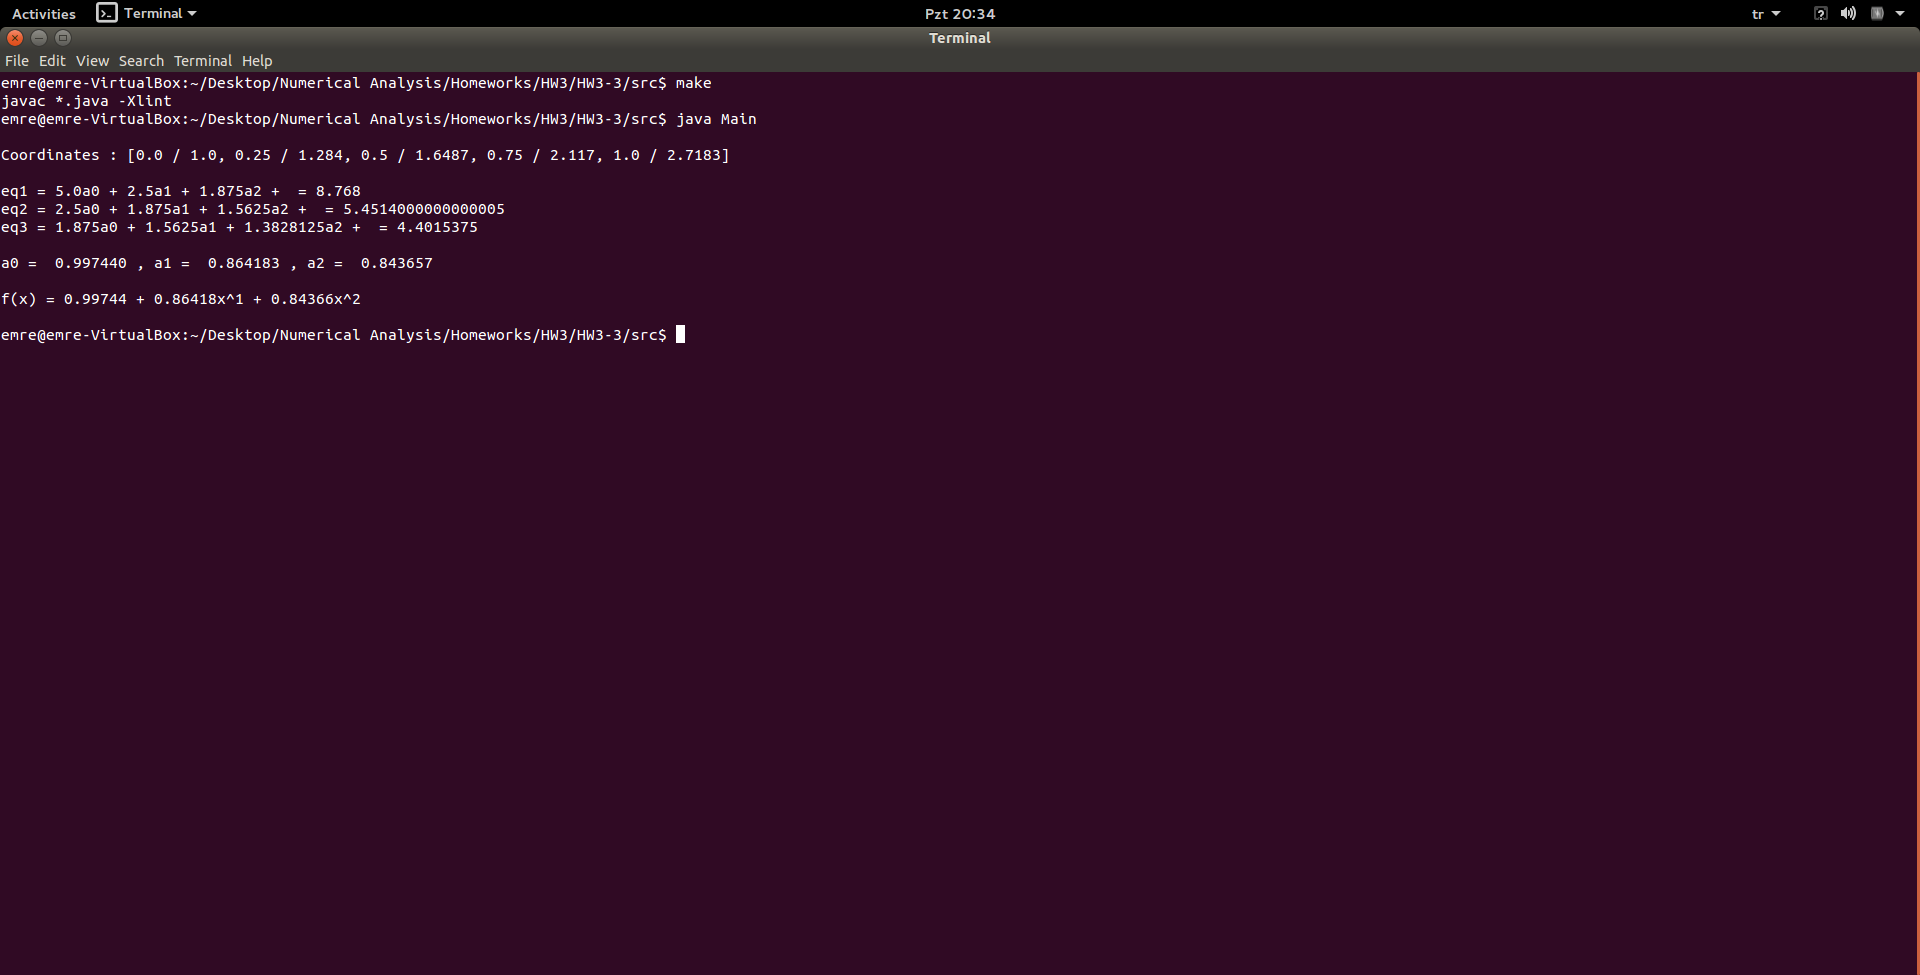 Activities Terminal Pzt 20:34 tr
Terminal
File Edit View Search Terminal Help
emre@emre-VirtualBox:~/Desktop/Numerical Analysis/Homeworks/HW3/HW3-3/src$ make
javac *.java -Xlint
emre@emre-VirtualBox:~/Desktop/Numerical Analysis/Homeworks/HW3/HW3-3/src$ java Main
Coordinates : [0.0 / 1.0, 0.25 / 1.284, 0.5 / 1.6487, 0.75 / 2.117, 1.0 / 2.7183]
eq1 = 5.0a0 + 2.5a1 + 1.875a2 +  = 8.768
eq2 = 2.5a0 + 1.875a1 + 1.5625a2 +  = 5.4514000000000005
eq3 = 1.875a0 + 1.5625a1 + 1.3828125a2 +  = 4.4015375
a0 =  0.997440 , a1 =  0.864183 , a2 =  0.843657
f(x) = 0.99744 + 0.86418x^1 + 0.84366x^2
emre@emre-VirtualBox:~/Desktop/Numerical Analysis/Homeworks/HW3/HW3-3/src$